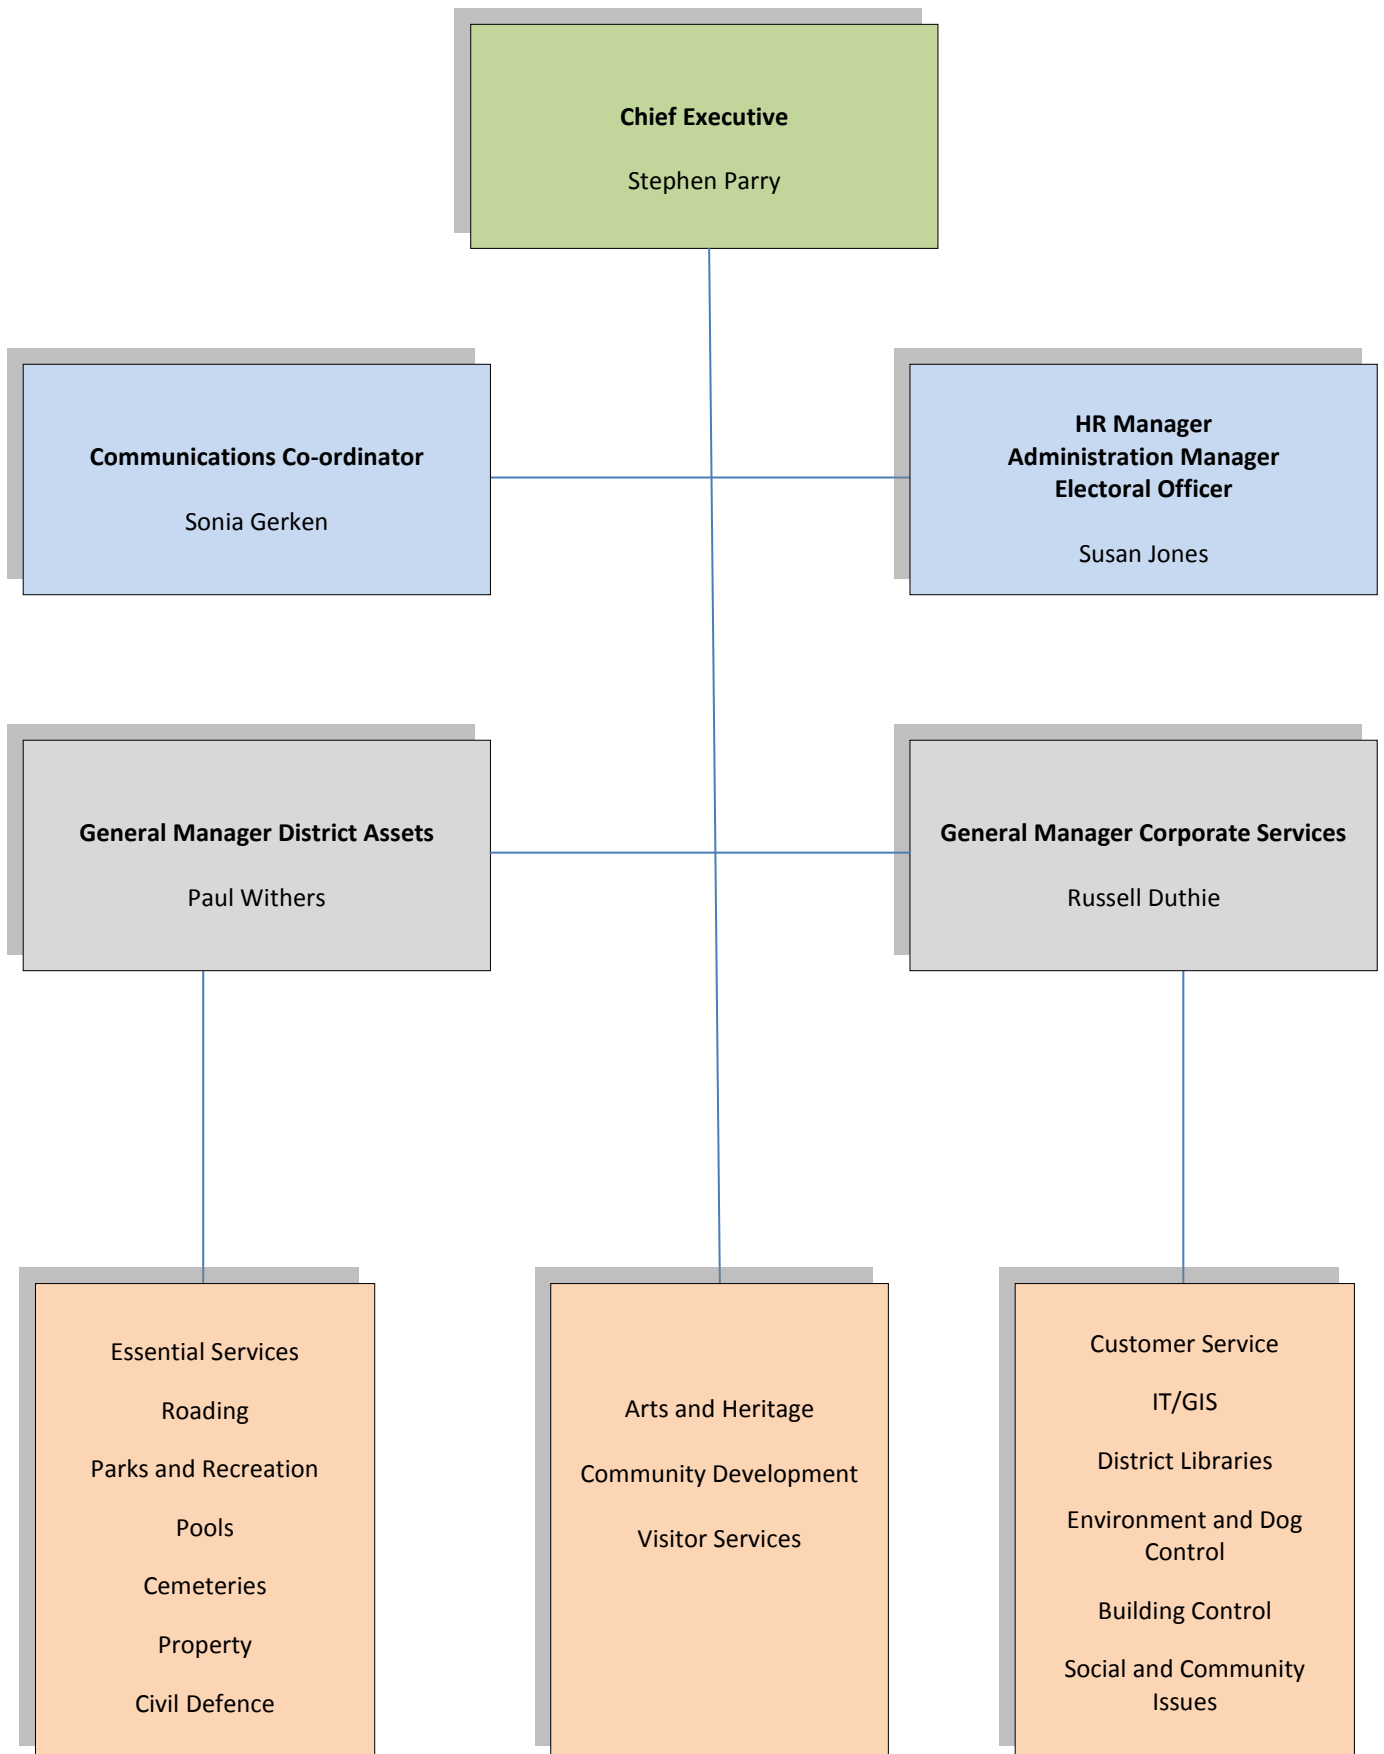 Chief Executive
Stephen Parry
Communications Co-ordinator
Sonia Gerken
HR Manager
Administration Manager
Electoral Officer
Susan Jones
General Manager District Assets
Paul Withers
General Manager Corporate Services
Russell Duthie
Essential Services
Roading
Parks and Recreation
Pools
Cemeteries
Property
Civil Defence
Arts and Heritage
Community Development
Visitor Services
Customer Service
IT/GIS
District Libraries
Environment and Dog
Control
Building Control
Social and Community
Issues